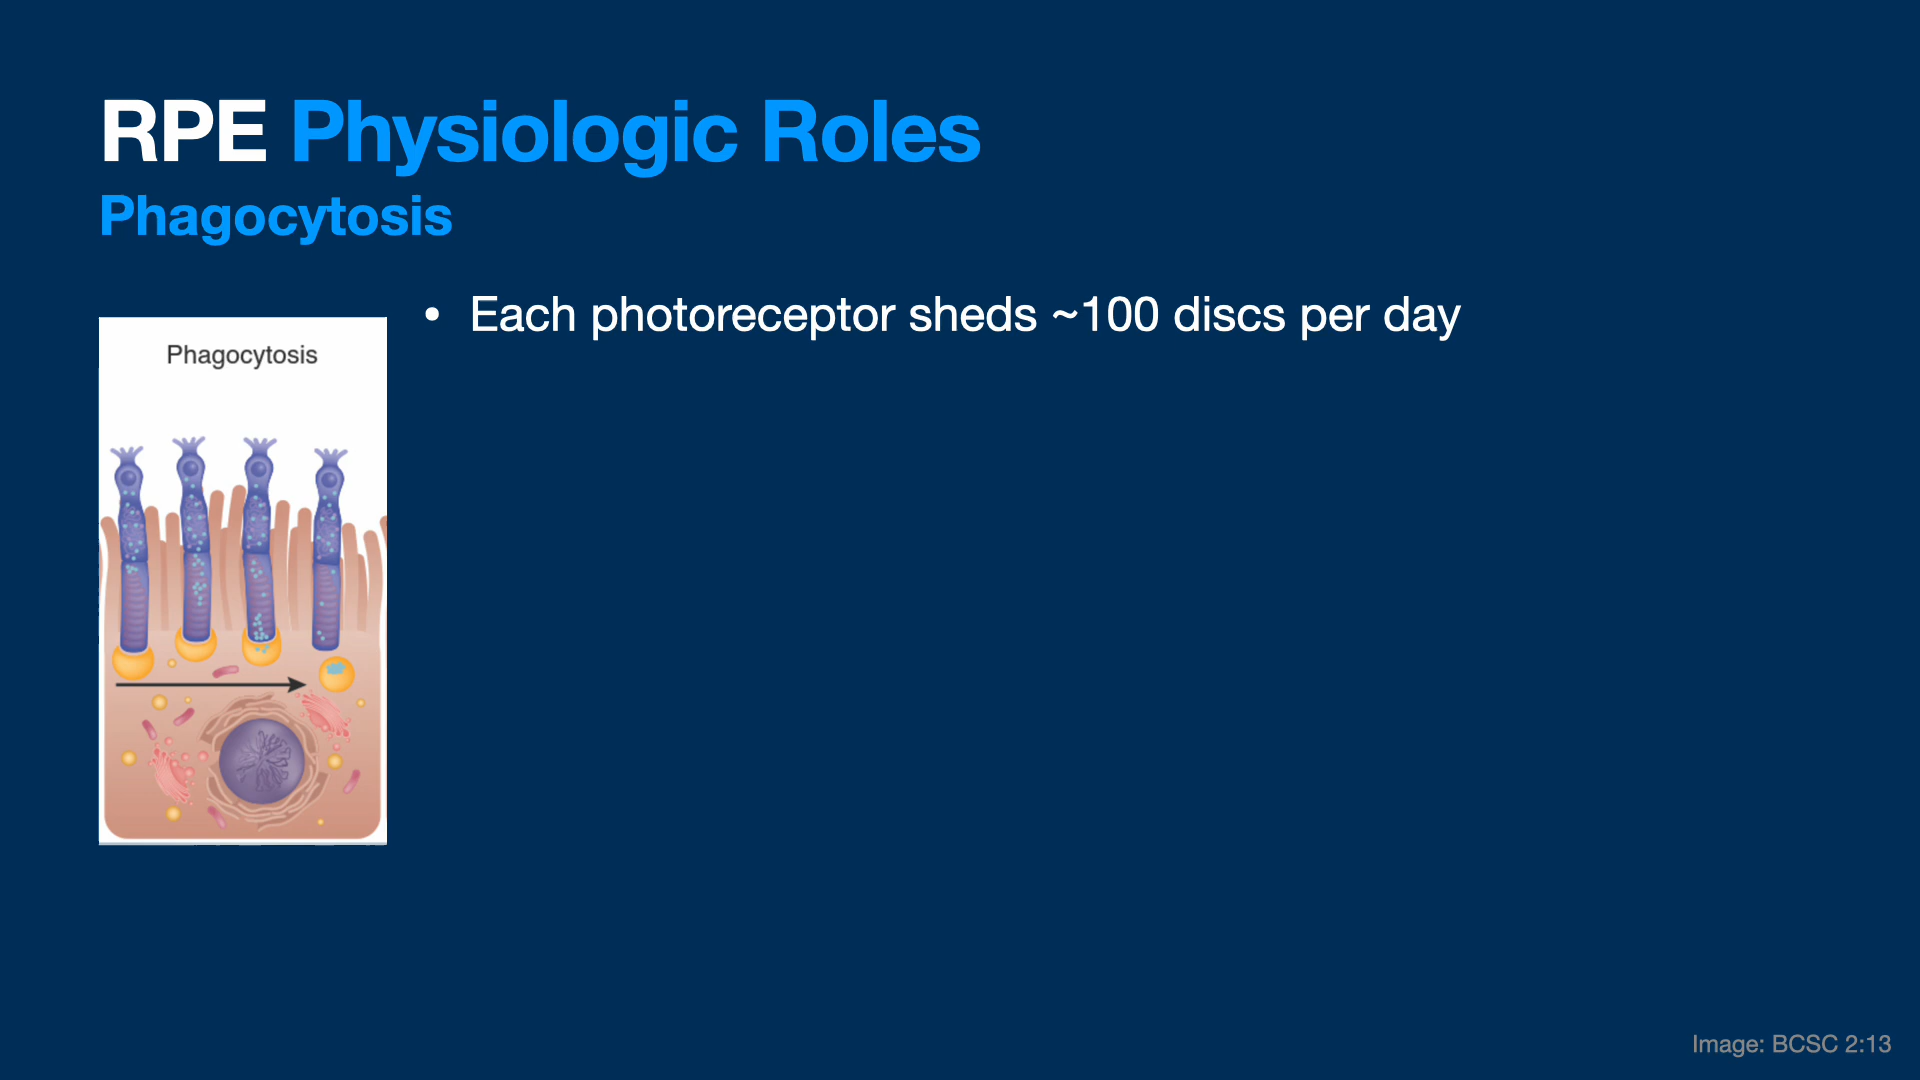 RPE Physiologic Roles
Phagocytosis
• Each photoreceptor sheds ~100 discs per day
Phagocytosis
Image: BCSC 2:13